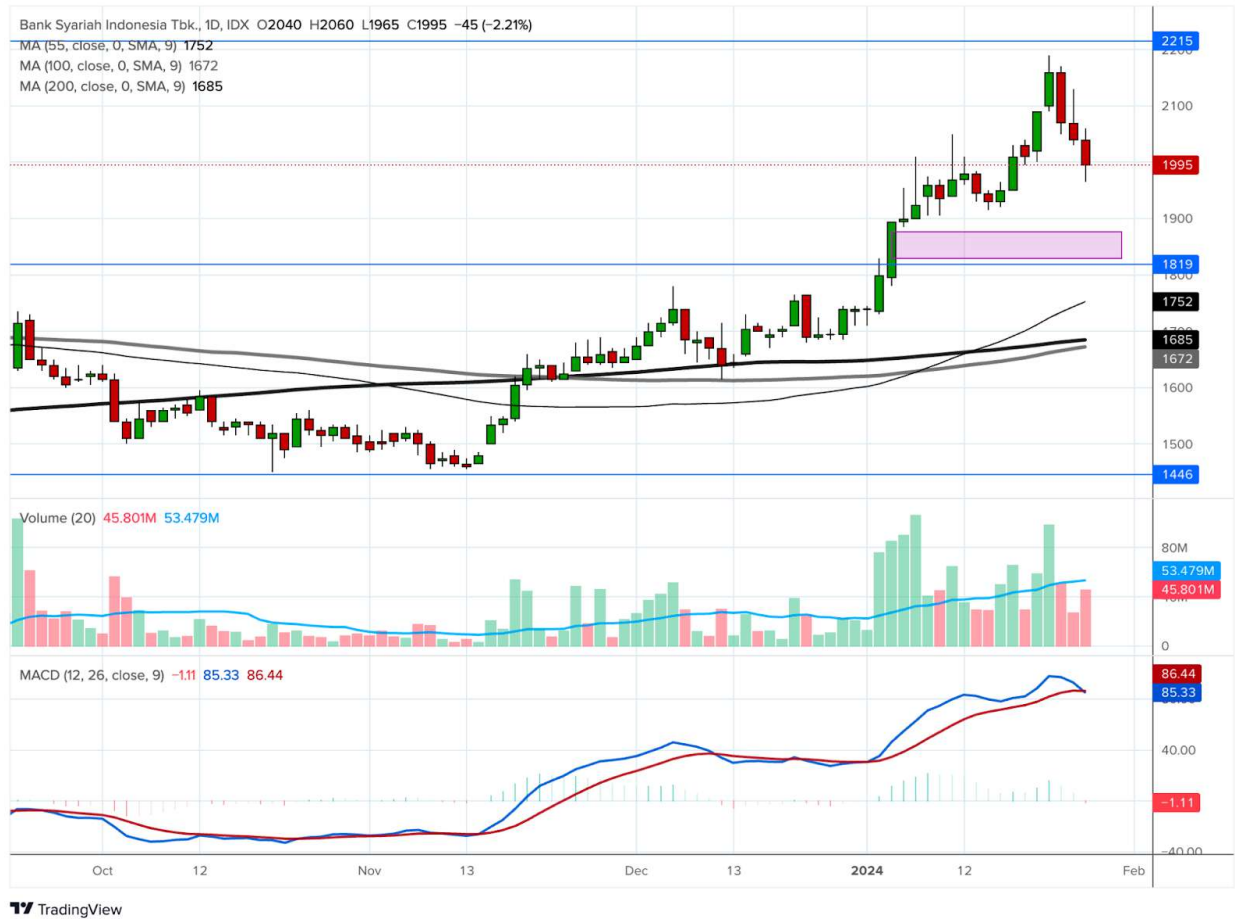 Bank Syariah Indonesia Tbk., 1D, IDX O2040 H2060 L1965 C1995 −45 (−2.21%)
MA (55, close, 0, SMA, 9) 1752
MA (100, close, 0, SMA, 9) 1672
MA (200, close, 0, SMA, 9) 1685
2215
2100
1995
1900
1819
1800
1752
1685
1672
1600
1500
1446
Volume (20) 45.801M 53.479M
80M
53.479M
45.801M
0
MACD (12, 26, close, 9) −1.11 85.33 86.44
86.44
85.33
40.00
−1.11
−40.00
Oct 12 Nov 13 Dec 13 2024 12 Feb
TradingView